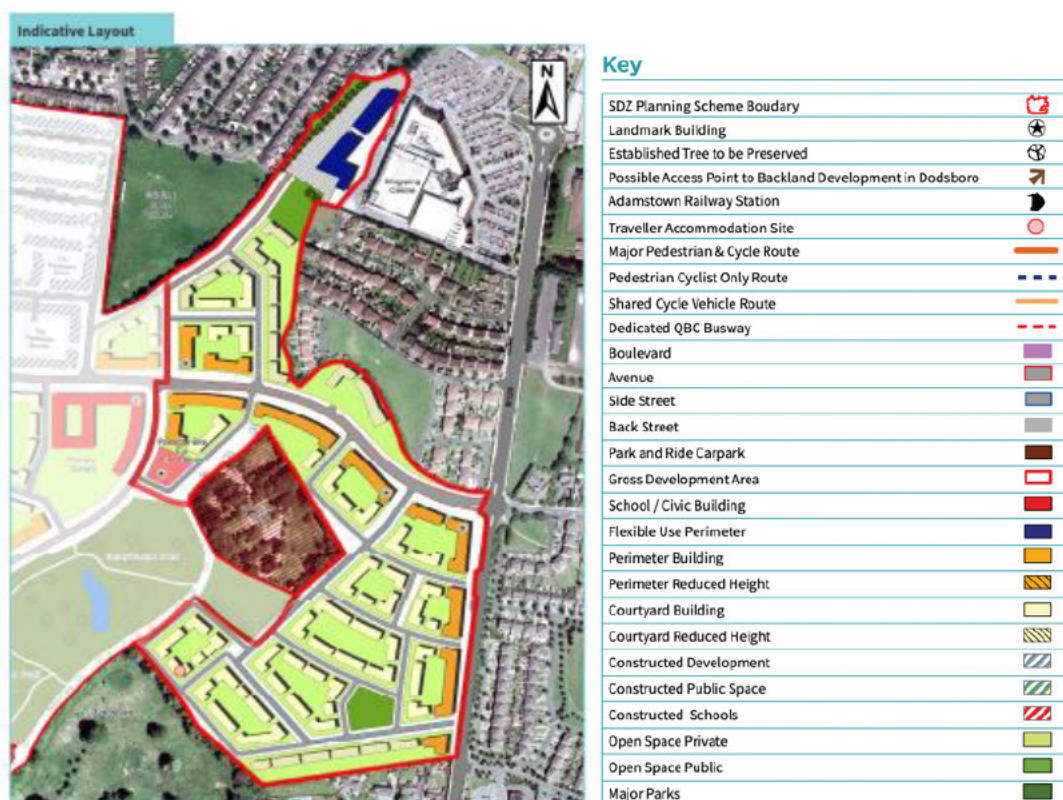 Indicative Layout
N
Shopping
Centre
Key
SDZ Planning Scheme Boudary
Landmark Building
Established Tree to be Preserved
Possible Access Point to Backland Development in Dodsboro
Adamstown Railway Station
Traveller Accommodation Site
Major Pedestrian & Cycle Route
Pedestrian Cyclist Only Route
Shared Cycle Vehicle Route
Dedicated QBC Busway
Boulevard
Avenue
Side Street
Back Street
Park and Ride Carpark
Gross Development Area
School / Civic Building
Flexible Use Perimeter
Perimeter Building
Perimeter Reduced Height
Courtyard Building
Courtyard Reduced Height
Constructed Development
Constructed Public Space
Constructed Schools
Open Space Private
Open Space Public
Major Parks